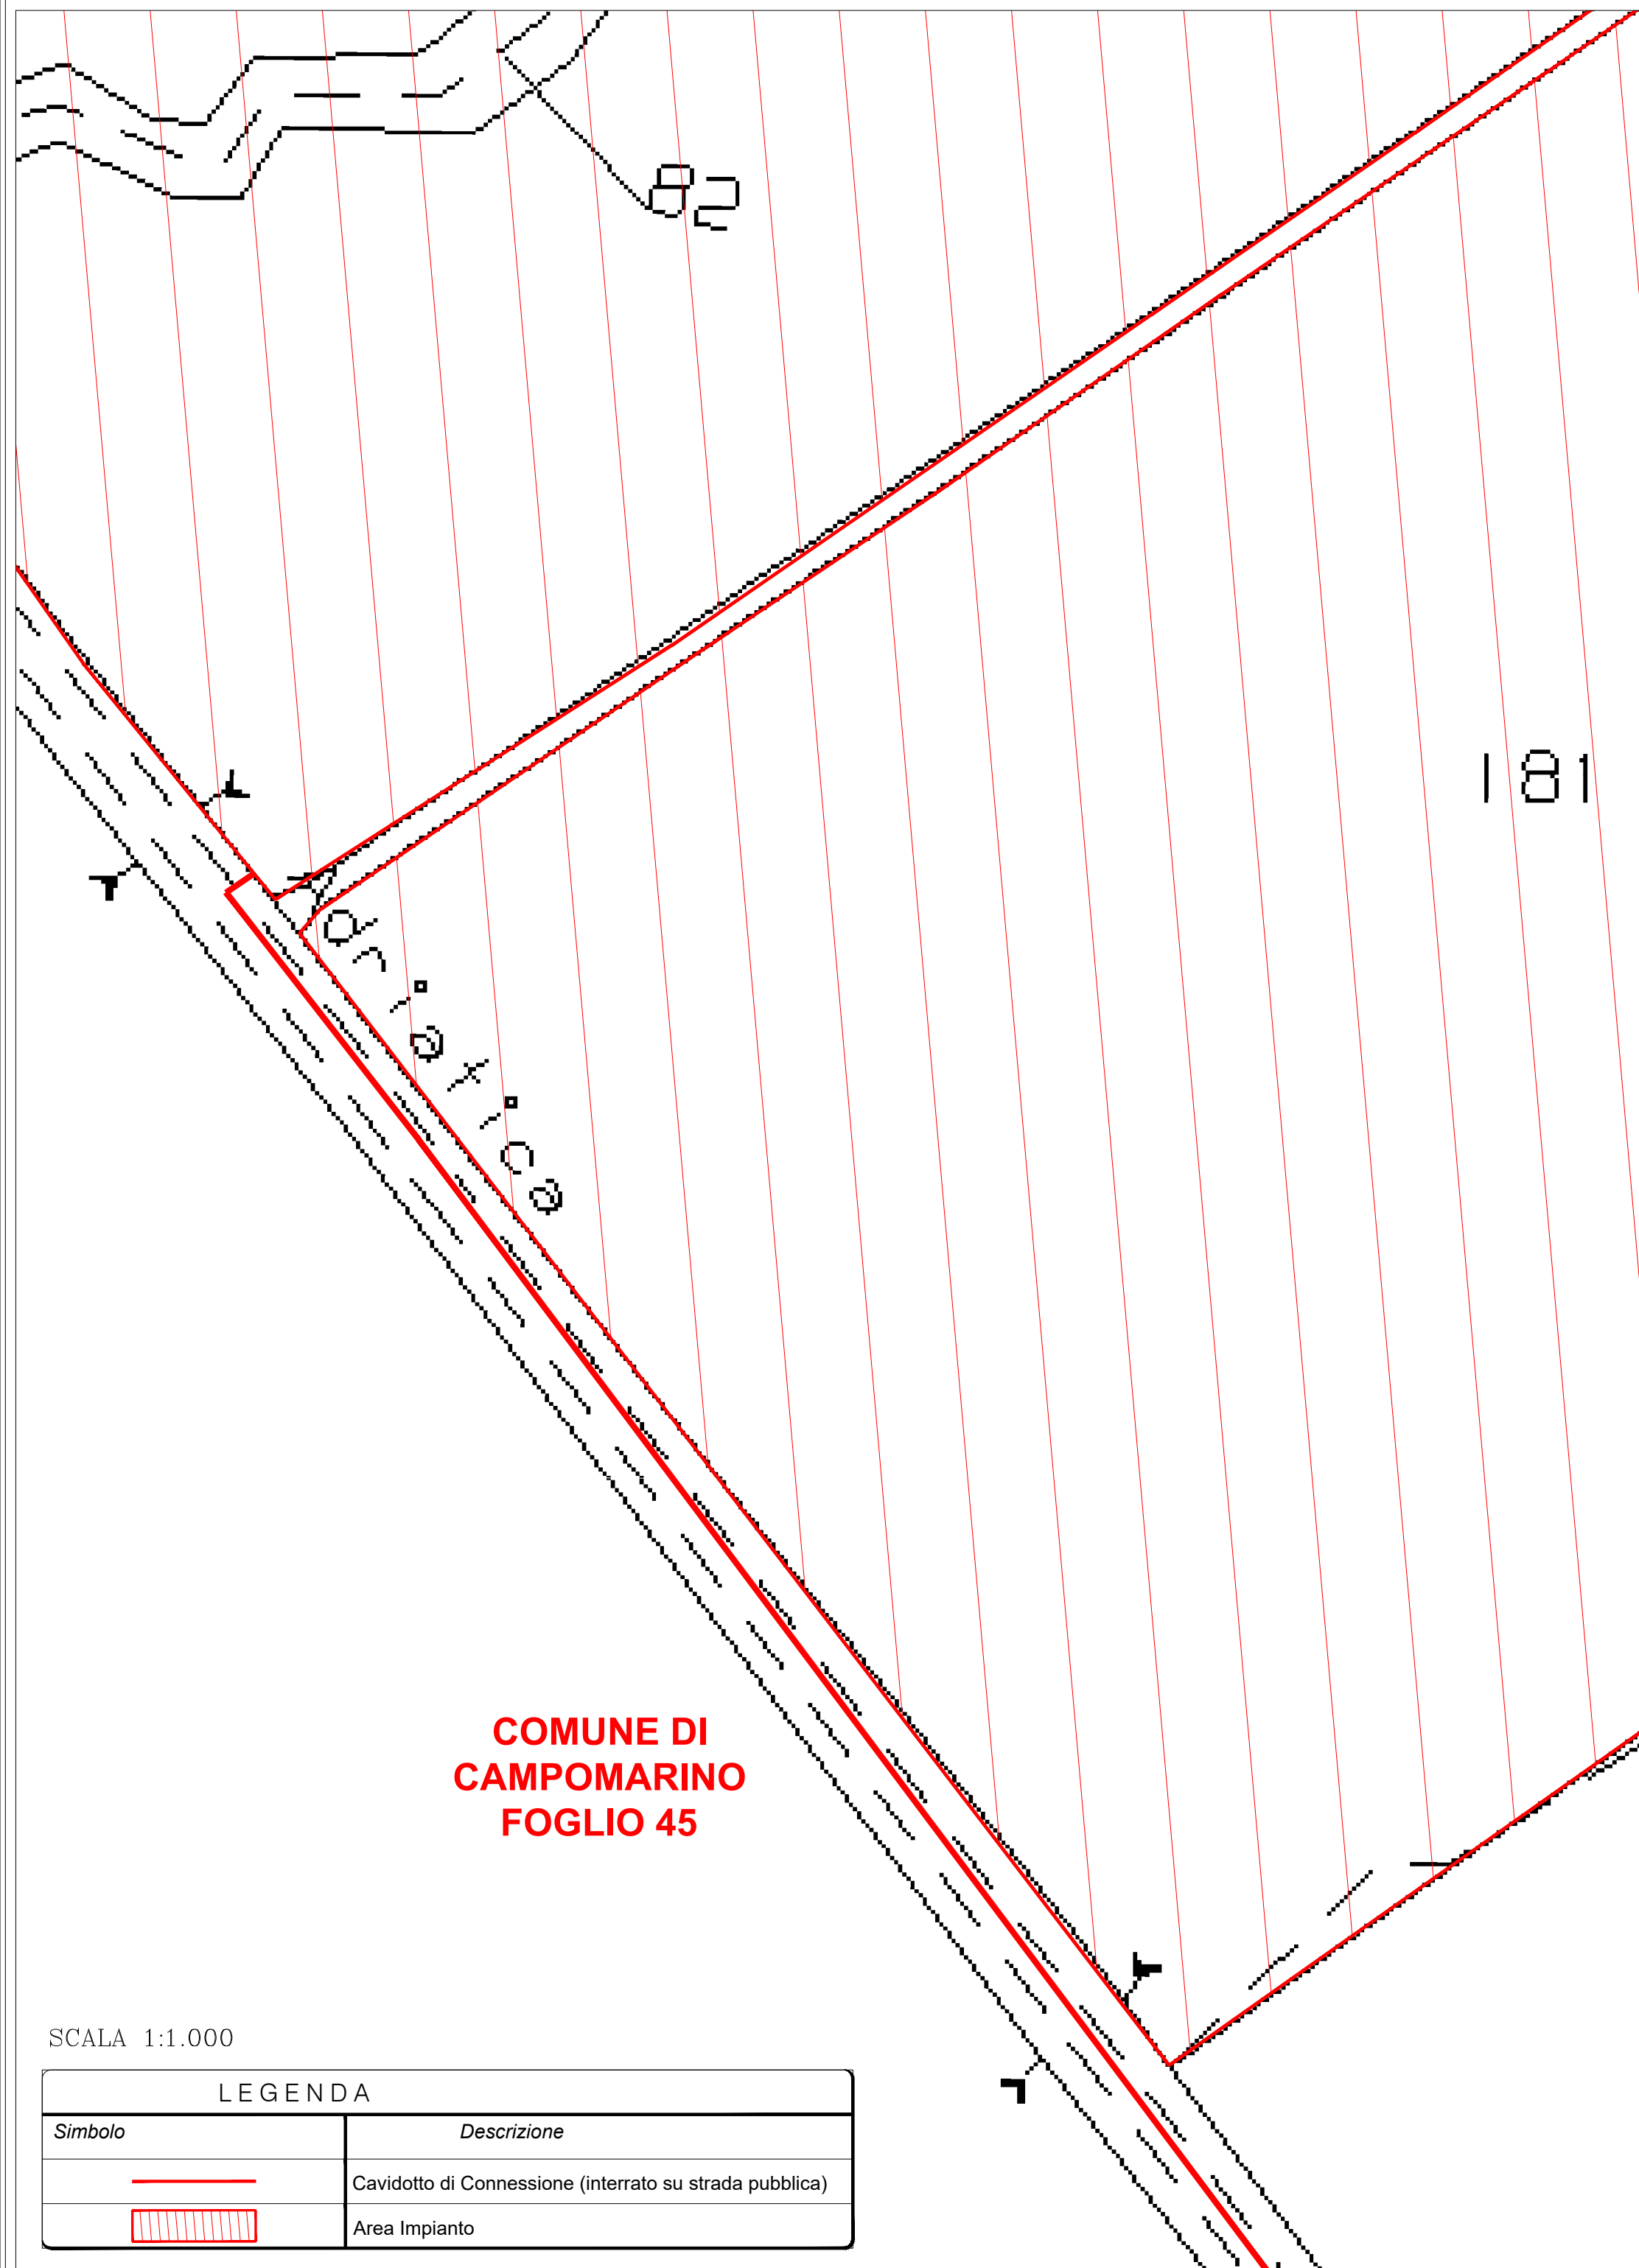 82
181
Adriatica
COMUNE DI
CAMPOMARINO
FOGLIO 45
SCALA 1:1.000
LEGENDA
Simbolo Descrizione
Cavidotto di Connessione (interrato su strada pubblica)
Area Impianto